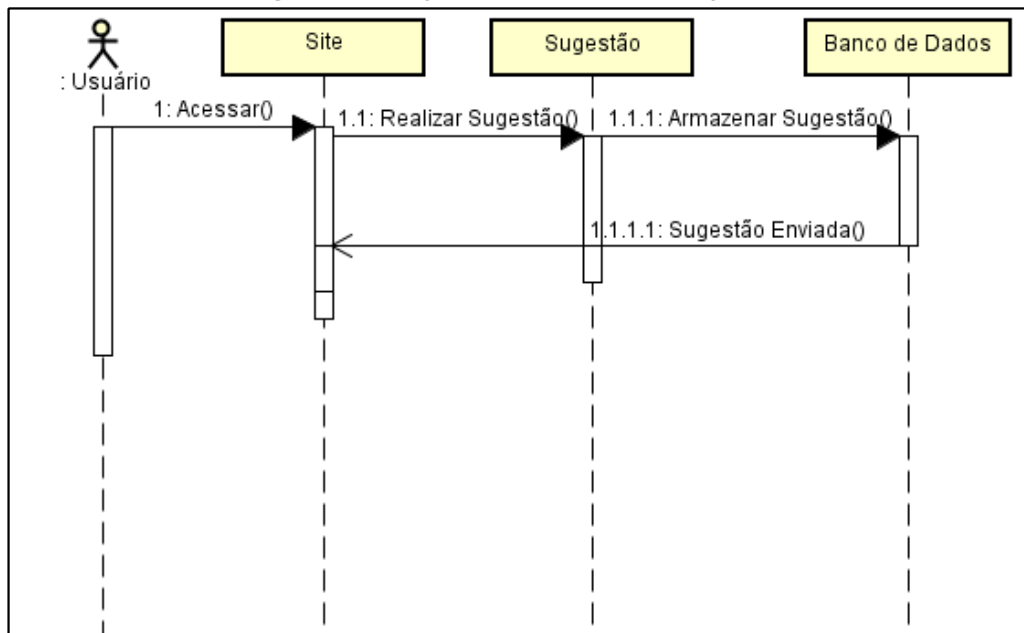 Site
Sugestão
Banco de Dados
: Usuário
1: Acessar()
1.1: Realizar Sugestão()
1.1.1: Armazenar Sugestão()
1.1.1.1: Sugestão Enviada()